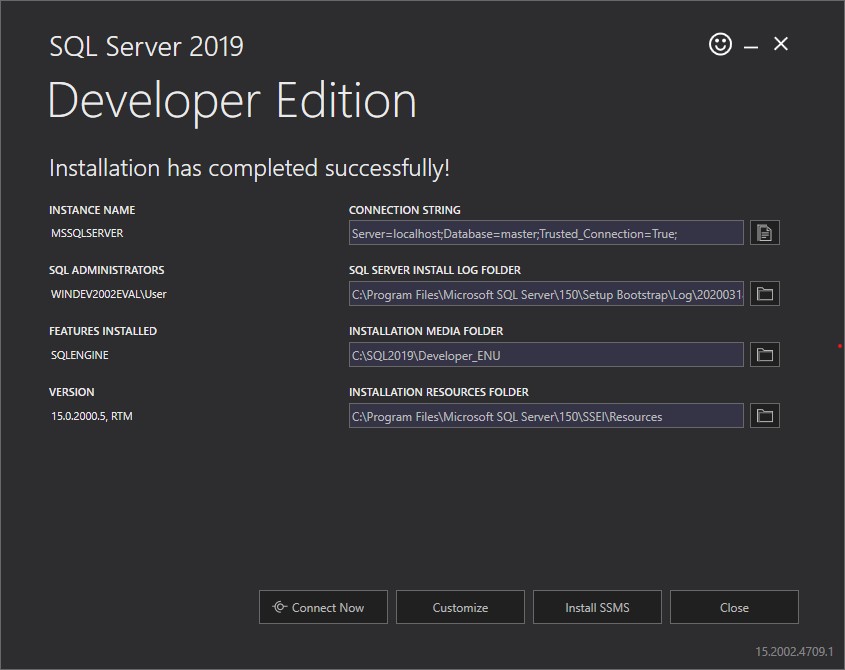 SQL Server 2019
Developer Edition
Installation has completed successfully!
INSTANCE NAME
MSSQLSERVER
CONNECTION STRING
Server=localhost;Database=master;Trusted_Connection=True;
SQL ADMINISTRATORS
WINDEV2002EVAL\User
SQL SERVER INSTALL LOG FOLDER
C:\Program Files\Microsoft SQL Server\150\Setup Bootstrap\Log\2020031
FEATURES INSTALLED
SQLENGINE
INSTALLATION MEDIA FOLDER
C:\SQL2019\Developer_ENU
VERSION
15.0.2000.5, RTM
INSTALLATION RESOURCES FOLDER
C:\Program Files\Microsoft SQL Server\150\SSEI\Resources
Connect Now
Customize
Install SSMS
Close
15.2002.4709.1